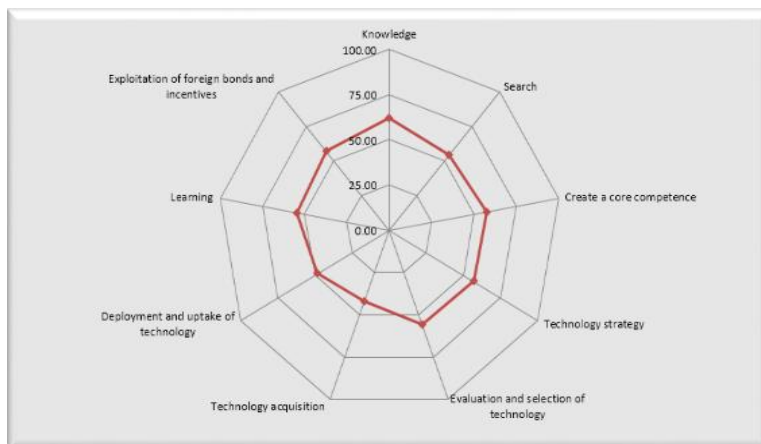 Knowledge
100.00
Exploitation of foreign bonds and
incentives
Search
75.00
50.00
Learning
25.00
Create a core competence
0.00
Deployment and uptake of
technology
Technology strategy
Technology acquisition
Evaluation and selection of
technology